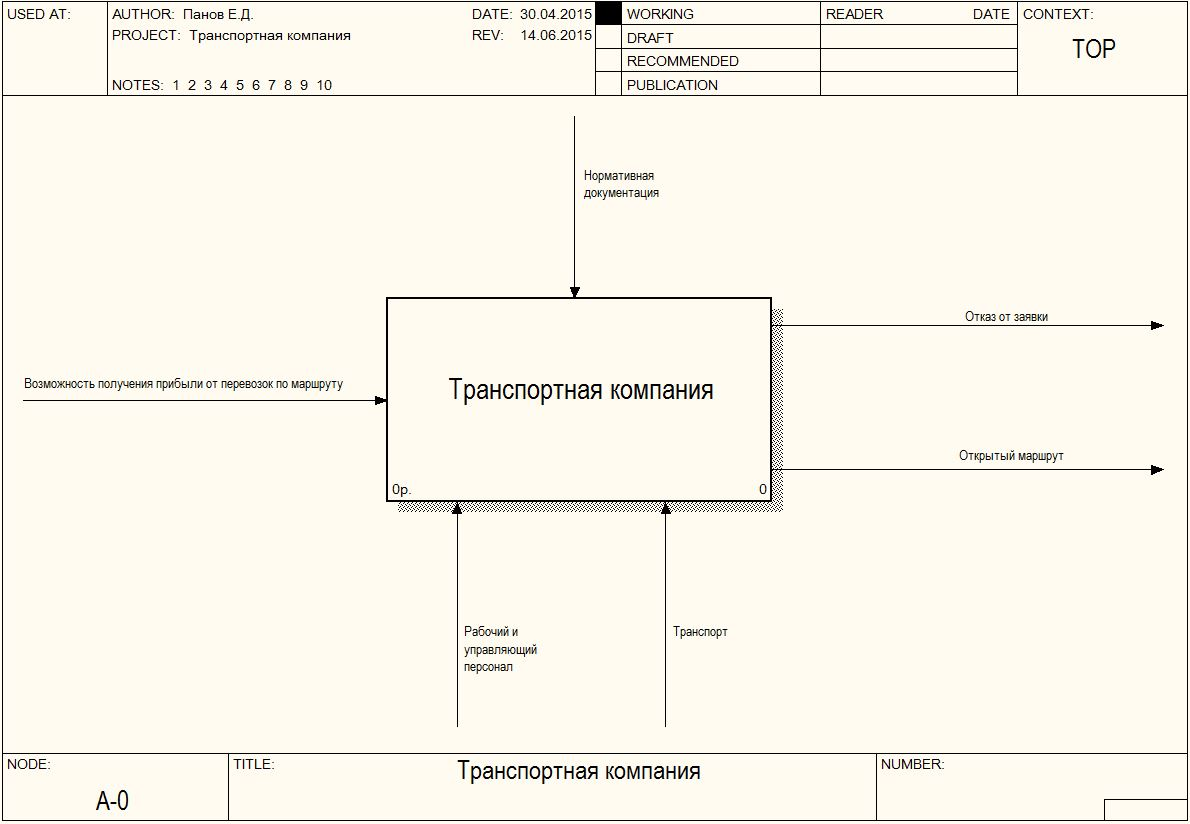 USED AT:
AUTHOR: Панов Е.Д.
DATE: 30.04.2015
PROJECT: Транспортная компания
REV: 14.06.2015
NOTES: 1 2 3 4 5 6 7 8 9 10
WORKING
DRAFT
RECOMMENDED
PUBLICATION
READER
DATE
CONTEXT:
TOP
Нормативная
документация
Отказ от заявки
Возможность получения прибыли от перевозок по маршруту
Транспортная компания
Открытый маршрут
0р.
0
Рабочий и
управляющий
персонал
Транспорт
NODE:
A-0
TITLE:
Транспортная компания
NUMBER: